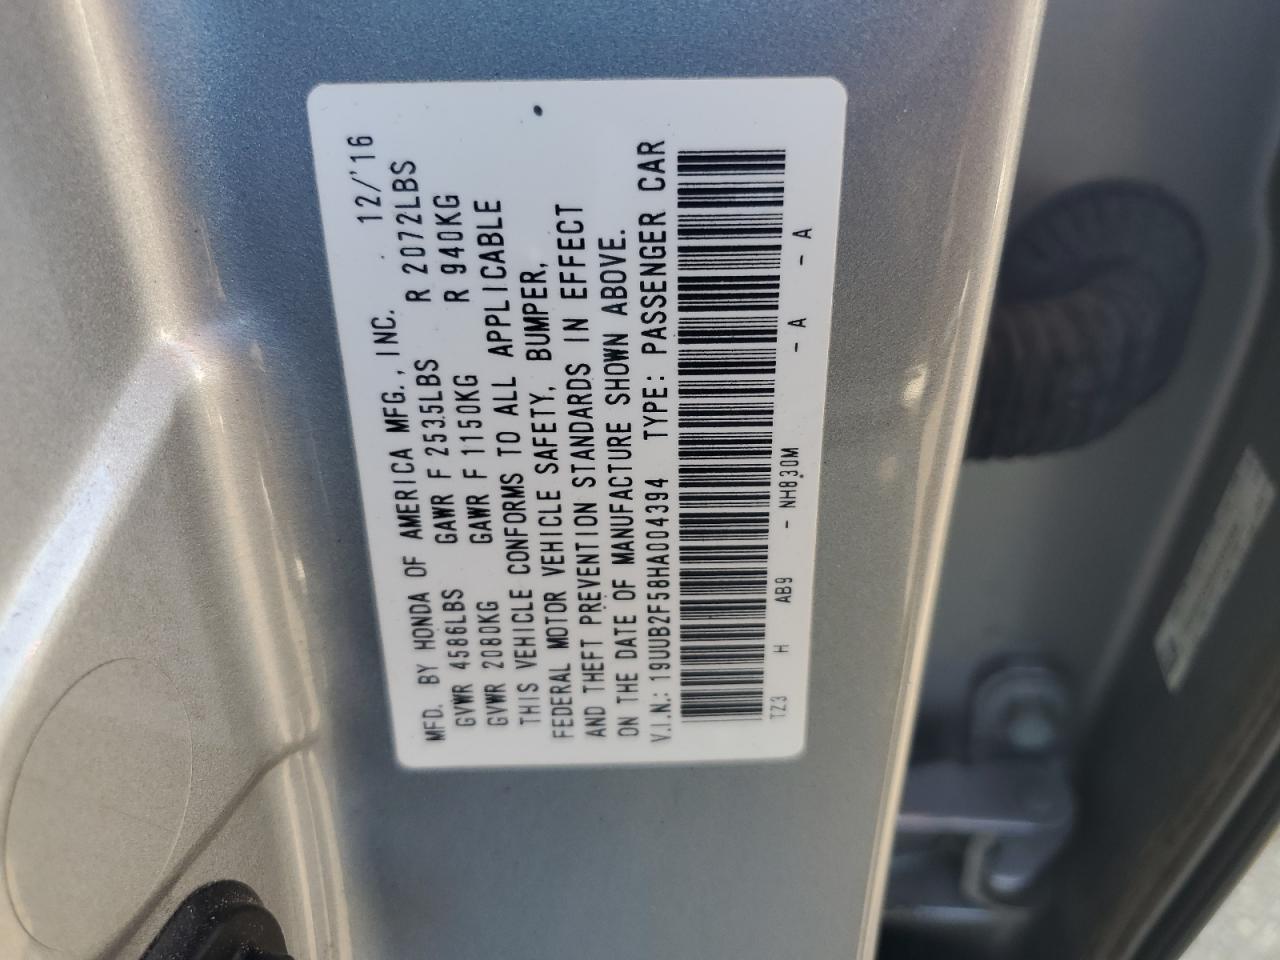 MFD. BY HONDA OF AMERICA MFG., INC. 12/'16
GVWR 4586LBS GAWR F 2535LBS R 2072LBS
GVWR 2080KG GAWR F 1150KG R 940KG
THIS VEHICLE CONFORMS TO ALL APPLICABLE
FEDERAL MOTOR VEHICLE SAFETY, BUMPER,
AND THEFT PREVENTION STANDARDS IN EFFECT
ON THE DATE OF MANUFACTURE SHOWN ABOVE.
V.I.N.: 19UUB2F58HA004394 TYPE: PASSENGER CAR
TZ3 H AB9 - NH830M - A - A